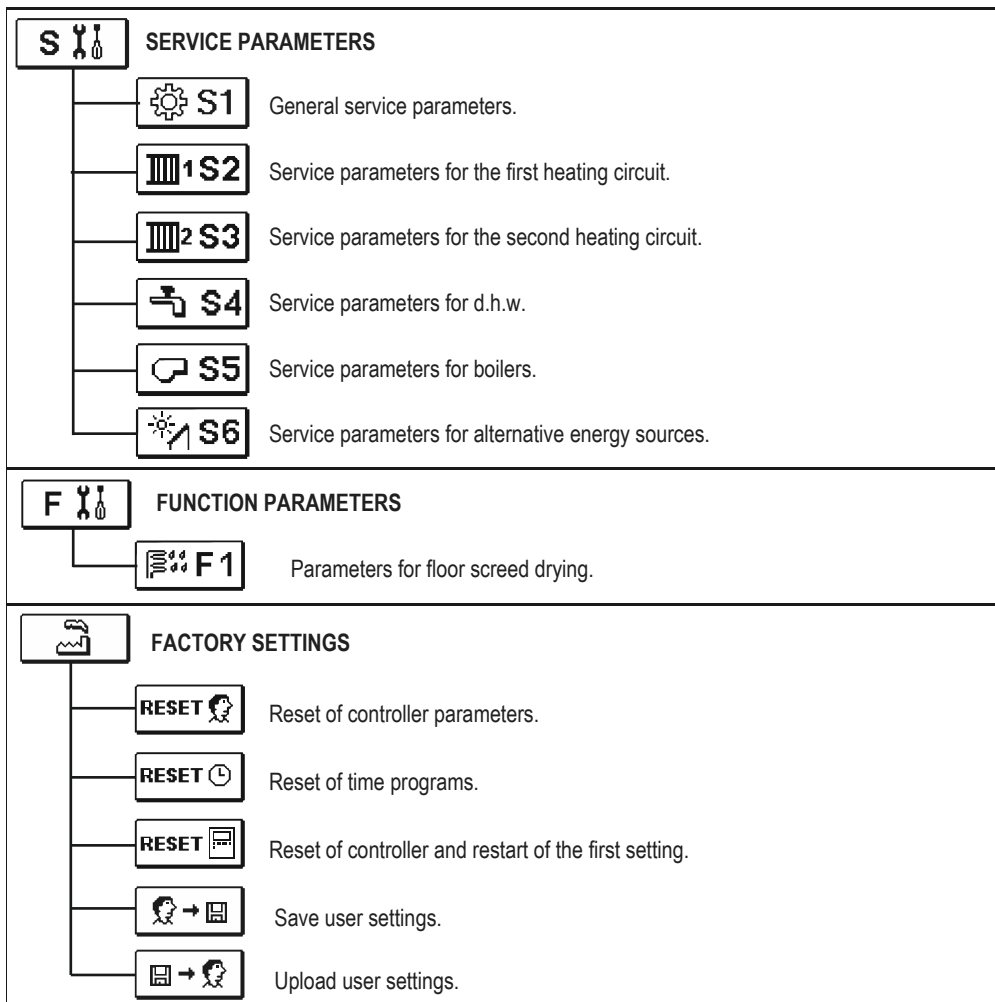 S SERVICE PARAMETERS
S1 General service parameters.
1 S2 Service parameters for the first heating circuit.
2 S3 Service parameters for the second heating circuit.
S4 Service parameters for d.h.w.
S5 Service parameters for boilers.
S6 Service parameters for alternative energy sources.
F FUNCTION PARAMETERS
F1 Parameters for floor screed drying.
FACTORY SETTINGS
RESET Reset of controller parameters.
RESET Reset of time programs.
RESET Reset of controller and restart of the first setting.
Save user settings.
Upload user settings.